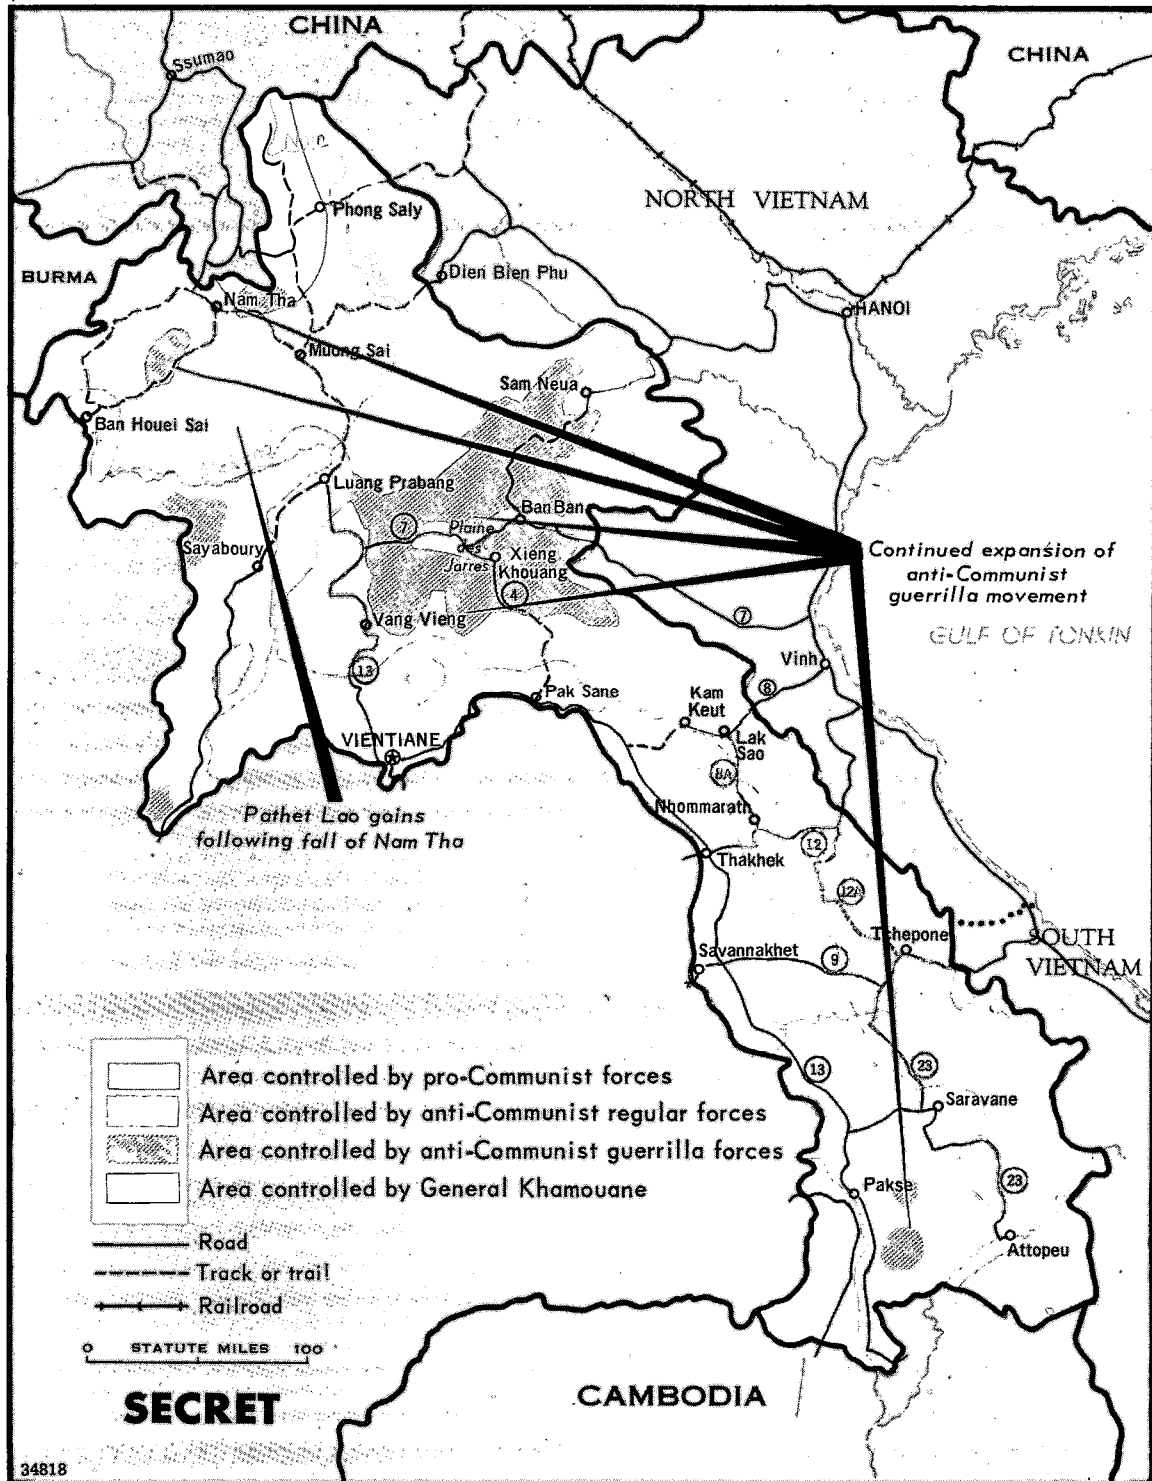 CHINA
CHINA
Ssumao
NORTH VIETNAM
Phong Saly
BURMA
Dien Bien Phu
Nam Tha
HANOI
Muong Sai
Sam Neua
Ban Houei Sai
Luang Prabang
Ban Ban
7
Plaine
des
Jarres
Xieng
Khouang
Sayaboury
4
Continued expansion of
anti-Communist
guerrilla movement
Vang Vieng
7
GULF OF TONKIN
Vinh
13
8
Pak Sane
Kam
Keut
Lak
Sao
VIENTIANE
8A
Nhommarath
Pathet Lao gains
following fall of Nam Tha
12
Thakhek
12A
Tchepone
SOUTH
VIETNAM
Savannakhet
9
13
23
Saravane
Area controlled by pro-Communist forces
Area controlled by anti-Communist regular forces
Area controlled by anti-Communist guerrilla forces
Area controlled by General Khamouane
Pakse
23
Attopeu
Road
Track or trail
Railroad
0 STATUTE MILES 100
SECRET
CAMBODIA
34818